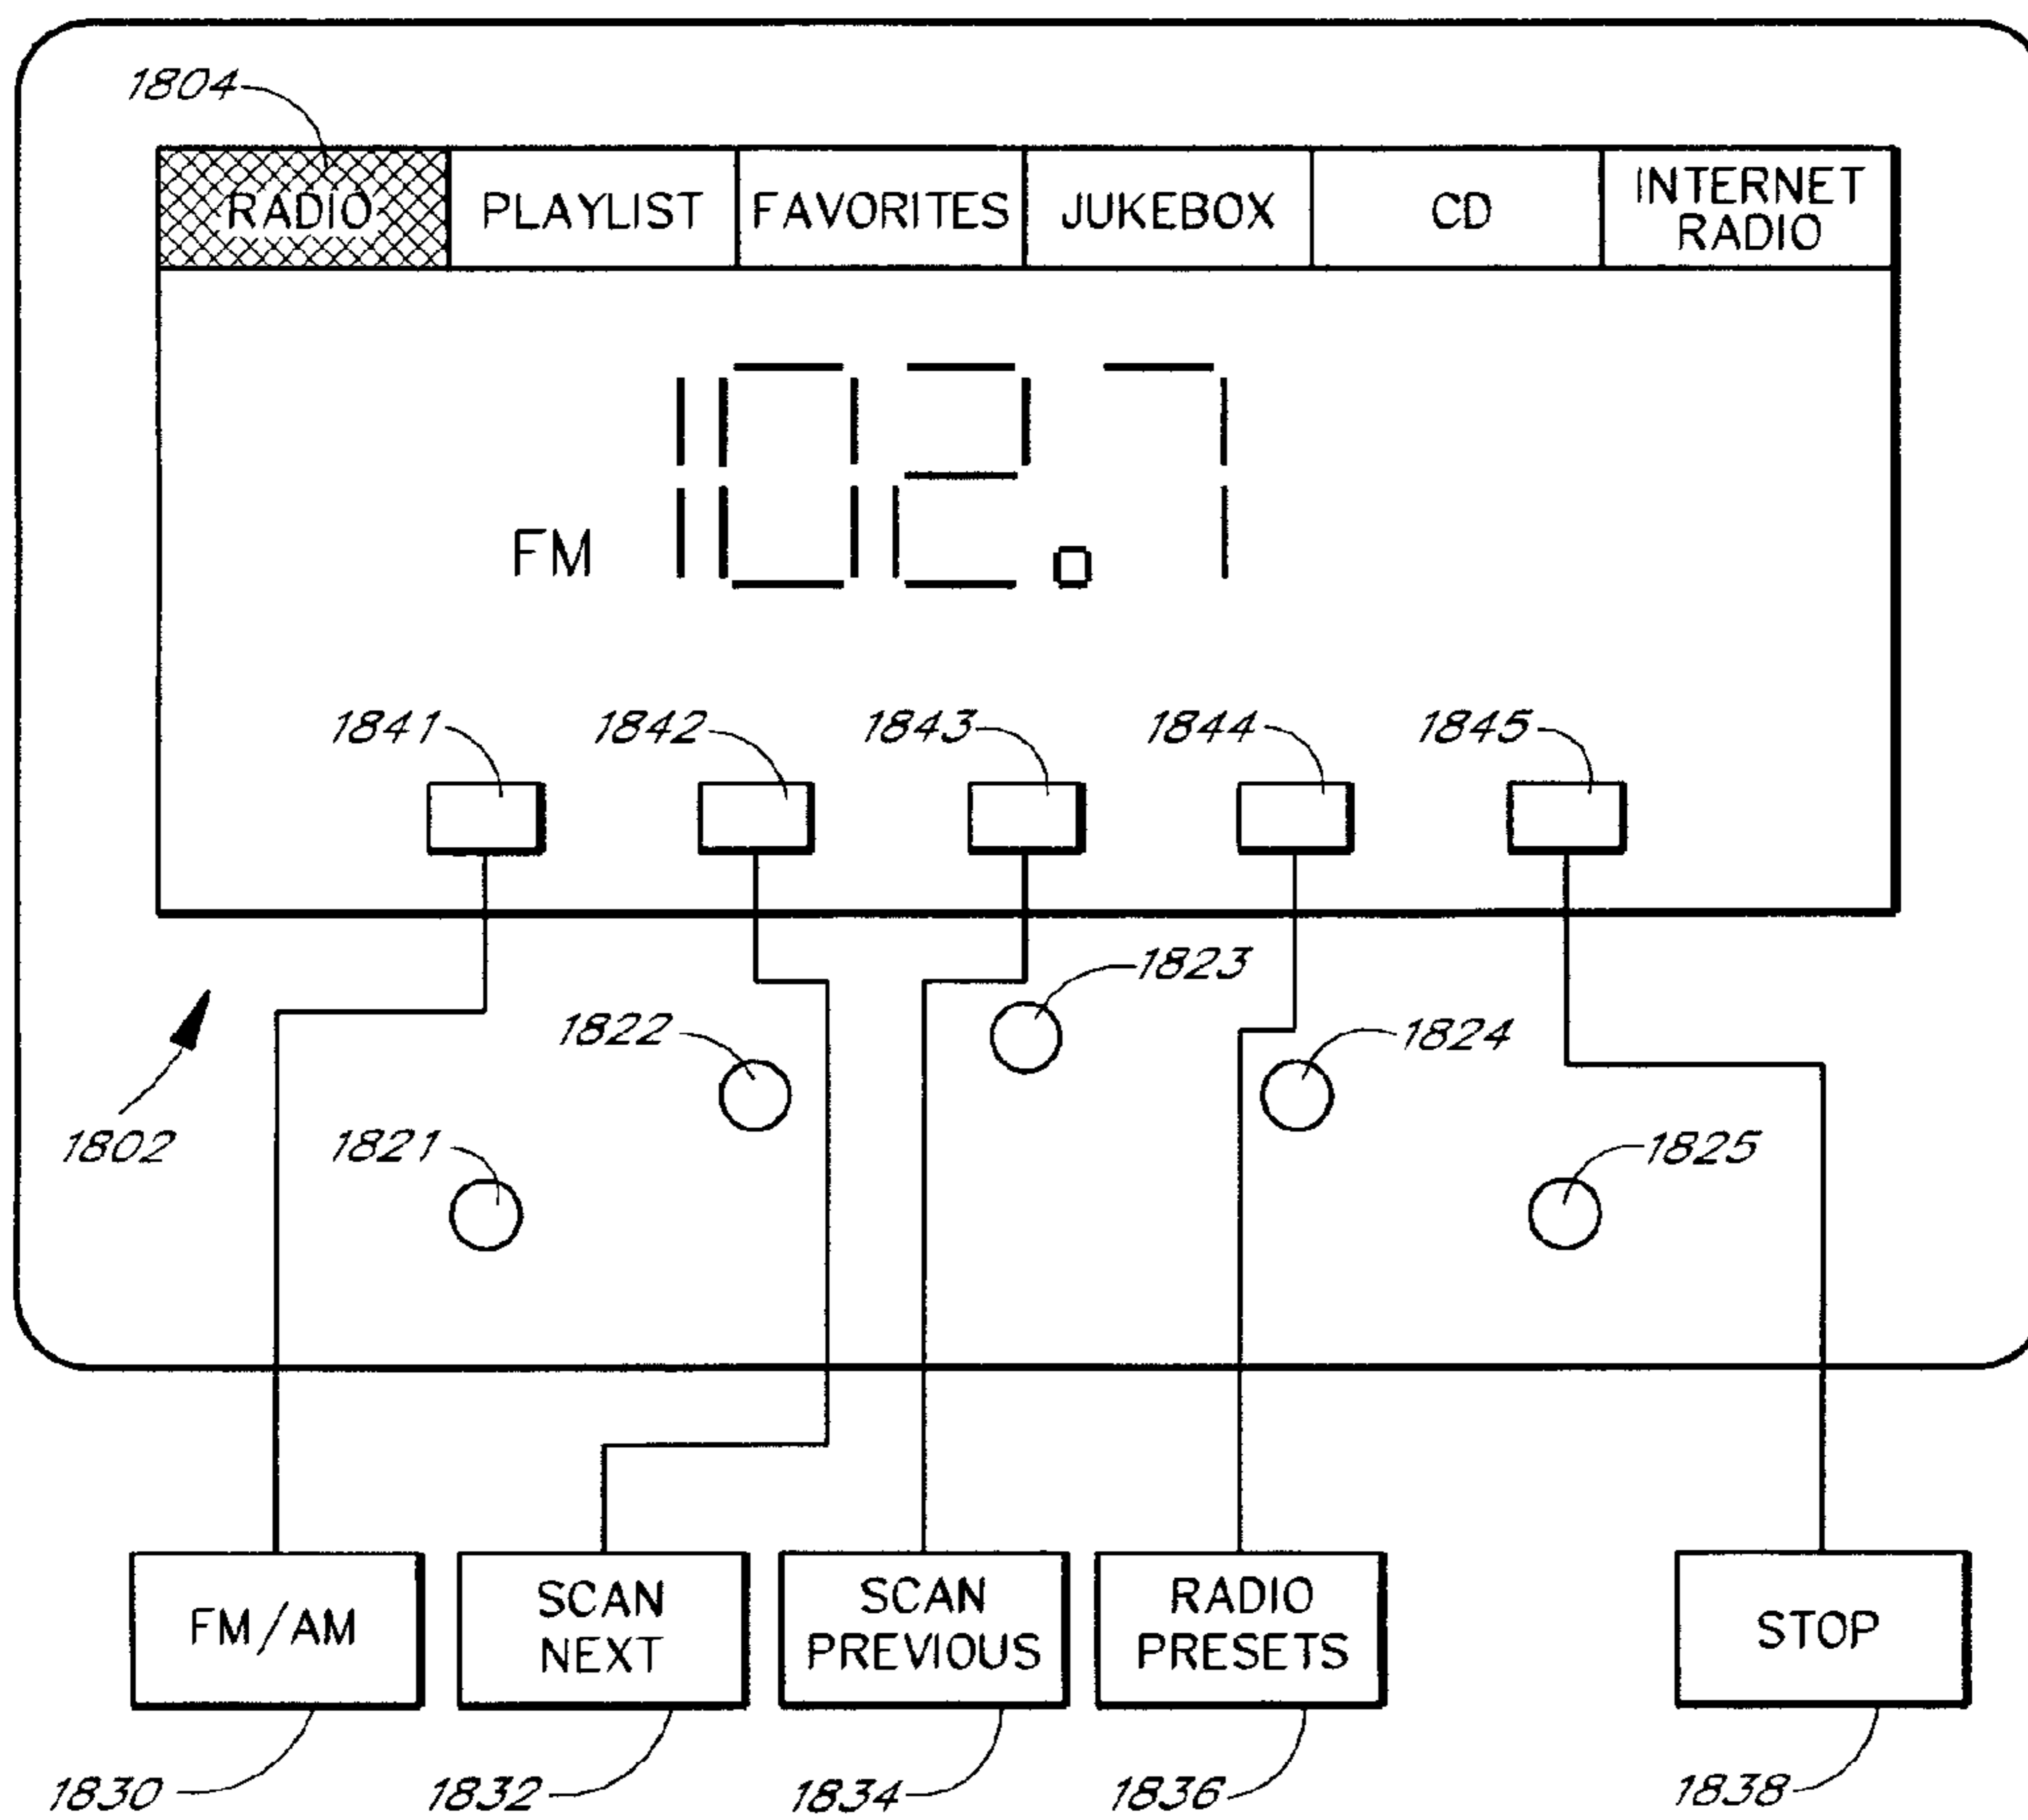 1804
RADIO PLAYLIST FAVORITES JUKEBOX CD INTERNET
RADIO
FM 102.7
1841 1842 1843 1844 1845
1823
1822 1824
1802 1821 1825
FM/AM
SCAN
NEXT
SCAN
PREVIOUS
RADIO
PRESETS
STOP
1830 1832 1834 1836 1838